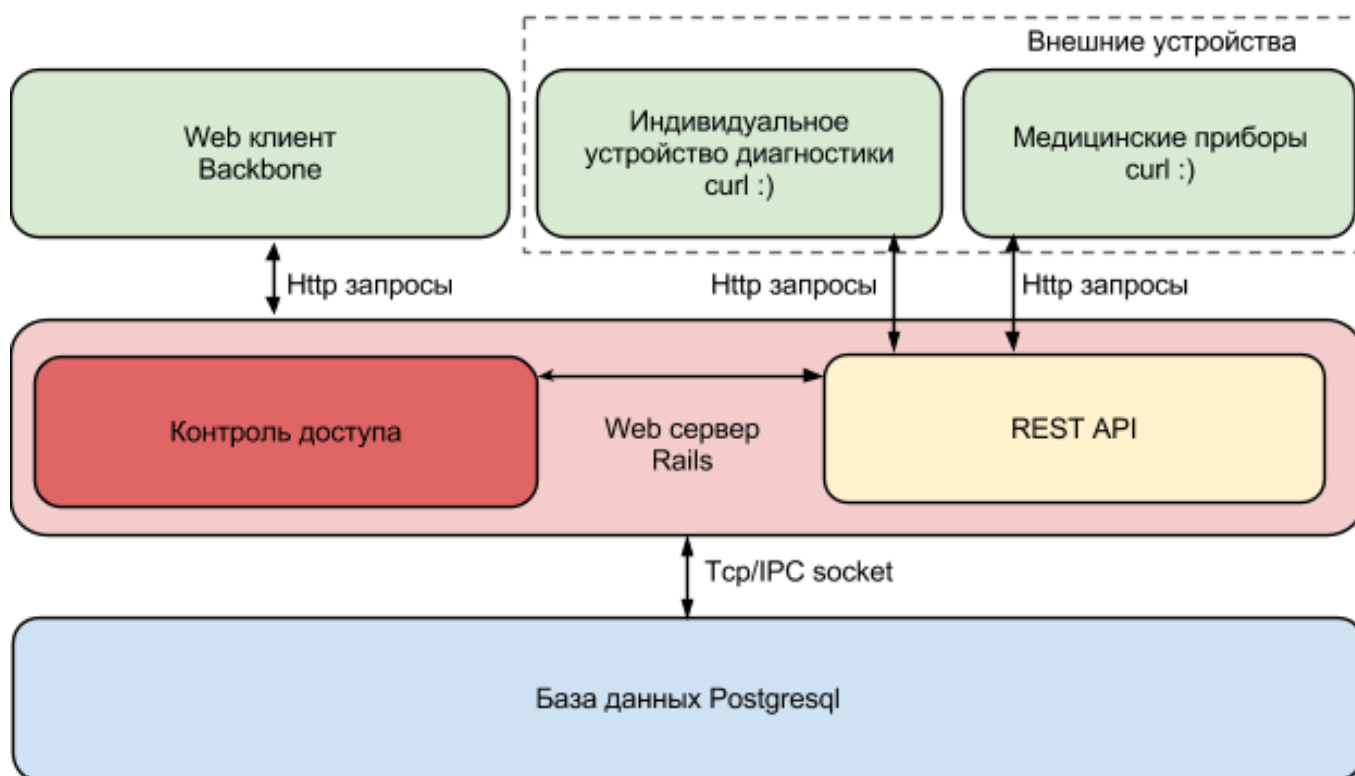 Внешние устройства
Web клиент
Backbone
Индивидуальное
устройство диагностики
curl :)
Медицинские приборы
curl :)
Http запросы
Http запросы
Http запросы
Контроль доступа
Web сервер
Rails
REST API
Tcp/IPC socket
База данных Postgresql